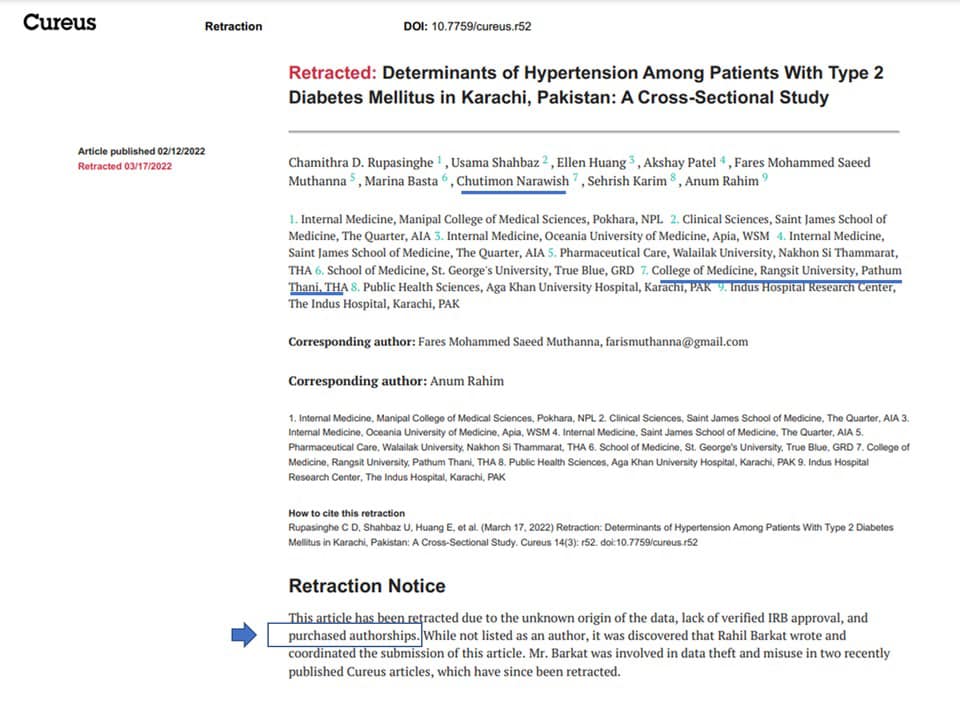 Cureus
Retraction
DOI: 10.7759/cureus.r52
Retracted: Determinants of Hypertension Among Patients With Type 2
Diabetes Mellitus in Karachi, Pakistan: A Cross-Sectional Study
Article published 02/12/2022
Retracted 03/17/2022
Chamithra D. Rupasinghe 1 , Usama Shahbaz 2 , Ellen Huang 3 , Akshay Patel 4 , Fares Mohammed Saeed
Muthanna 5 , Marina Basta 6 , Chutimon Narawish 7 , Sehrish Karim 8 , Anum Rahim 9
1. Internal Medicine, Manipal College of Medical Sciences, Pokhara, NPL 2. Clinical Sciences, Saint James School of
Medicine, The Quarter, AIA 3. Internal Medicine, Oceania University of Medicine, Apia, WSM 4. Internal Medicine,
Saint James School of Medicine, The Quarter, AIA 5. Pharmaceutical Care, Walailak University, Nakhon Si Thammarat,
THA 6. School of Medicine, St. George's University, True Blue, GRD 7. College of Medicine, Rangsit University, Pathum
Thani, THA 8. Public Health Sciences, Aga Khan University Hospital, Karachi, PAK 9. Indus Hospital Research Center,
The Indus Hospital, Karachi, PAK
Corresponding author: Fares Mohammed Saeed Muthanna, farismuthanna@gmail.com
Corresponding author: Anum Rahim
1. Internal Medicine, Manipal College of Medical Sciences, Pokhara, NPL 2. Clinical Sciences, Saint James School of Medicine, The Quarter, AIA 3.
Internal Medicine, Oceania University of Medicine, Apia, WSM 4. Internal Medicine, Saint James School of Medicine, The Quarter, AIA 5.
Pharmaceutical Care, Walailak University, Nakhon Si Thammarat, THA 6. School of Medicine, St. George's University, True Blue, GRD 7. College of
Medicine, Rangsit University, Pathum Thani, THA 8. Public Health Sciences, Aga Khan University Hospital, Karachi, PAK 9. Indus Hospital
Research Center, The Indus Hospital, Karachi, PAK
How to cite this retraction
Rupasinghe C D, Shahbaz U, Huang E, et al. (March 17, 2022) Retraction: Determinants of Hypertension Among Patients With Type 2 Diabetes
Mellitus in Karachi, Pakistan: A Cross-Sectional Study. Cureus 14(3): r52. doi:10.7759/cureus.r52
Retraction Notice
This article has been retracted due to the unknown origin of the data, lack of verified IRB approval, and
purchased authorships. While not listed as an author, it was discovered that Rahil Barkat wrote and
coordinated the submission of this article. Mr. Barkat was involved in data theft and misuse in two recently
published Cureus articles, which have since been retracted.